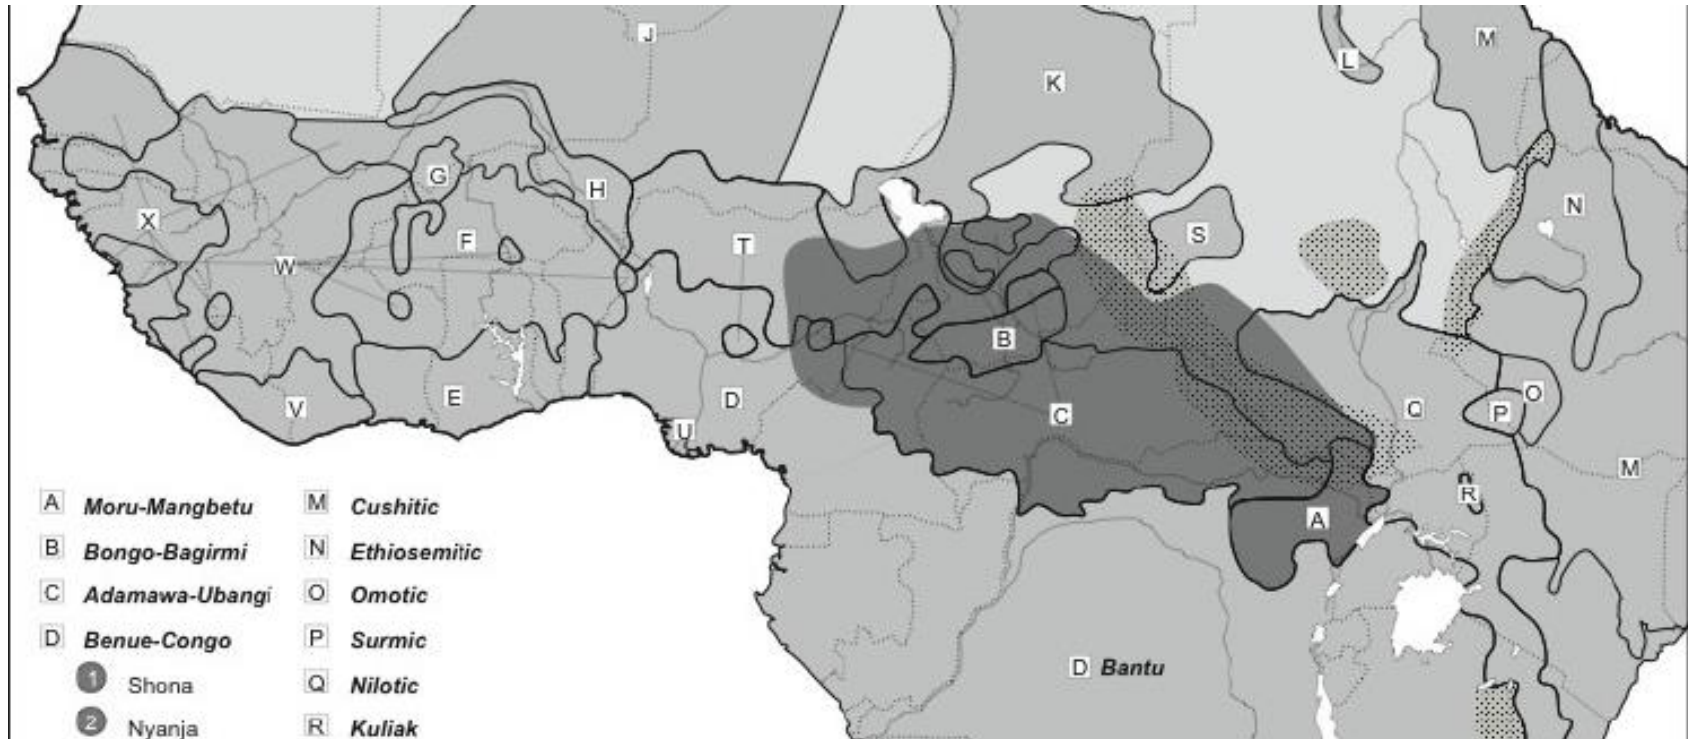 J
M
L
K
G
H
N
X
F
S
T
W
B
O
Q
P
V
E
D
C
U
M
R
A
A Moru-Mangbetu
B Bongo-Bagirmi
C Adamawa-Ubangi
D Benue-Congo
1 Shona
2 Nyanja
M Cushitic
N Ethiosemitic
O Omotic
P Surmic
Q Nilotic
R Kuliak
D Bantu